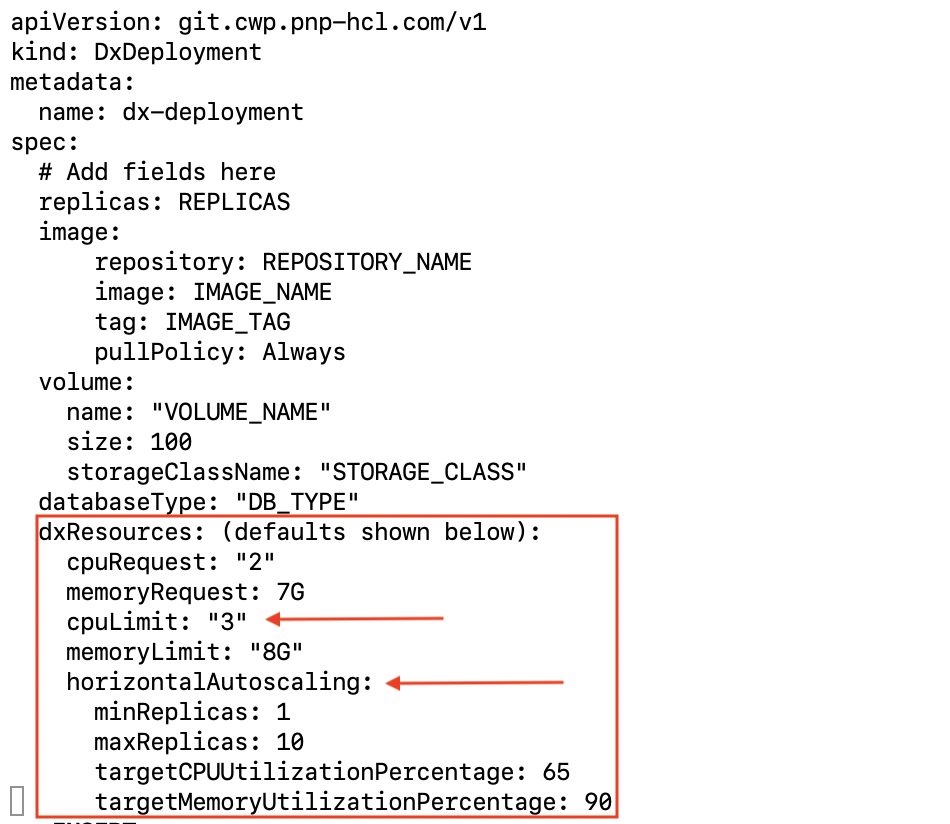 apiVersion: git.cwp.pnp-hcl.com/v1
kind: DxDeployment
metadata:
  name: dx-deployment
spec:
  # Add fields here
  replicas: REPLICAS
  image:
      repository: REPOSITORY_NAME
      image: IMAGE_NAME
      tag: IMAGE_TAG
      pullPolicy: Always
  volume:
    name: "VOLUME_NAME"
    size: 100
    storageClassName: "STORAGE_CLASS"
  databaseType: "DB_TYPE"
  dxResources: (defaults shown below):
    cpuRequest: "2"
    memoryRequest: 7G
    cpuLimit: "3"
    memoryLimit: "8G"
    horizontalAutoscaling:
      minReplicas: 1
      maxReplicas: 10
      targetCPUUtilizationPercentage: 65
      targetMemoryUtilizationPercentage: 90